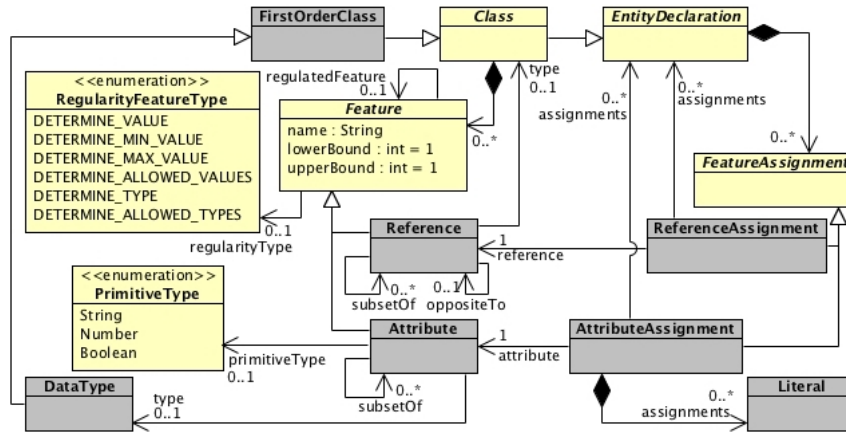 FirstOrderClass
Class
EntityDeclaration
<<enumeration>>
RegularityFeatureType
DETERMINE_VALUE
DETERMINE_MIN_VALUE
DETERMINE_MAX_VALUE
DETERMINE_ALLOWED_VALUES
DETERMINE_TYPE
DETERMINE_ALLOWED_TYPES
regulatedFeature
0..1
Feature
name : String
lowerBound : int = 1
upperBound : int = 1
0..*
type
0..1
0..*
assignments
0..*
assignments
0..*
FeatureAssignment
0..1
regularityType
Reference
1
reference
ReferenceAssignment
0..*
subsetOf
0..1
oppositeTo
<<enumeration>>
PrimitiveType
String
Number
Boolean
primitiveType
0..1
Attribute
1
attribute
AttributeAssignment
0..*
subsetOf
DataType
type
0..1
0..*
assignments
Literal